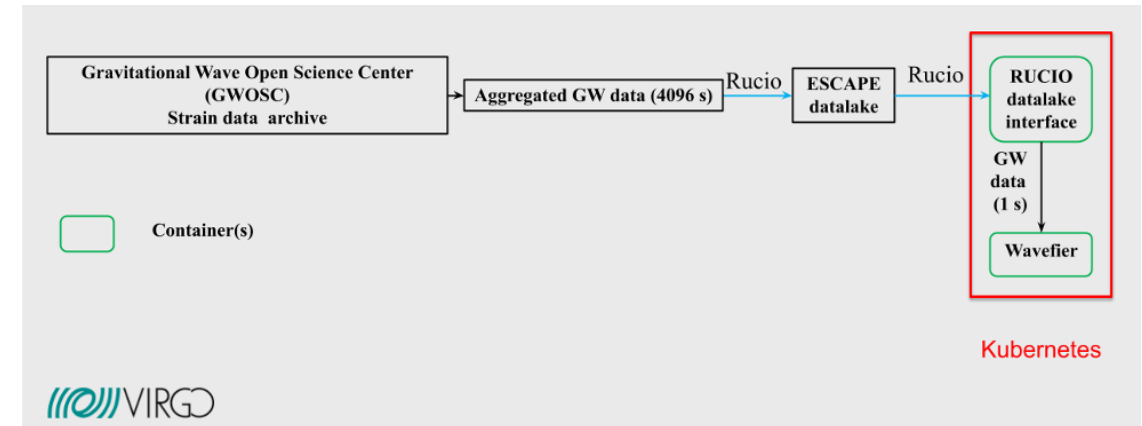 Gravitational Wave Open Science Center
(GWOSC)
Strain data archive
Aggregated GW data (4096 s)
Rucio
ESCAPE
datalake
Rucio
RUCIO
datalake
interface
GW
data
(1 s)
Wavefier
Container(s)
Kubernetes
VIRGO